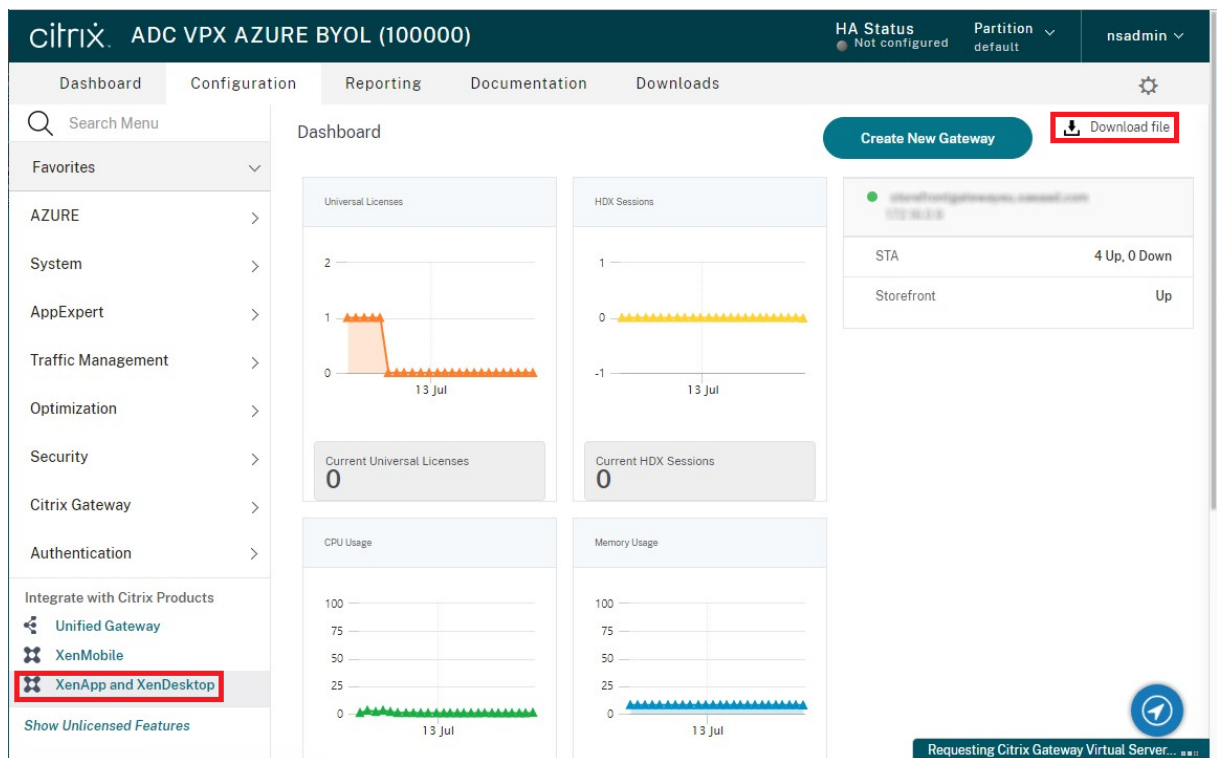 citrix. ADC VPX AZURE BYOL (100000)
HA Status
Not configured
Partition
default
nsadmin
Dashboard Configuration Reporting Documentation Downloads
Search Menu
Favorites
AZURE
System
AppExpert
Traffic Management
Optimization
Security
Citrix Gateway
Authentication
Integrate with Citrix Products
Unified Gateway
XenMobile
XenApp and XenDesktop
Show Unlicensed Features
Dashboard
Create New Gateway
Download file
Universal Licenses
2
1
0
13 Jul
Current Universal Licenses
0
HDX Sessions
1
0
-1
13 Jul
Current HDX Sessions
0
STA 4 Up, 0 Down
Storefront Up
CPU Usage
100
75
50
25
0
13 Jul
Memory Usage
100
75
50
25
0
13 Jul
Requesting Citrix Gateway Virtual Server...